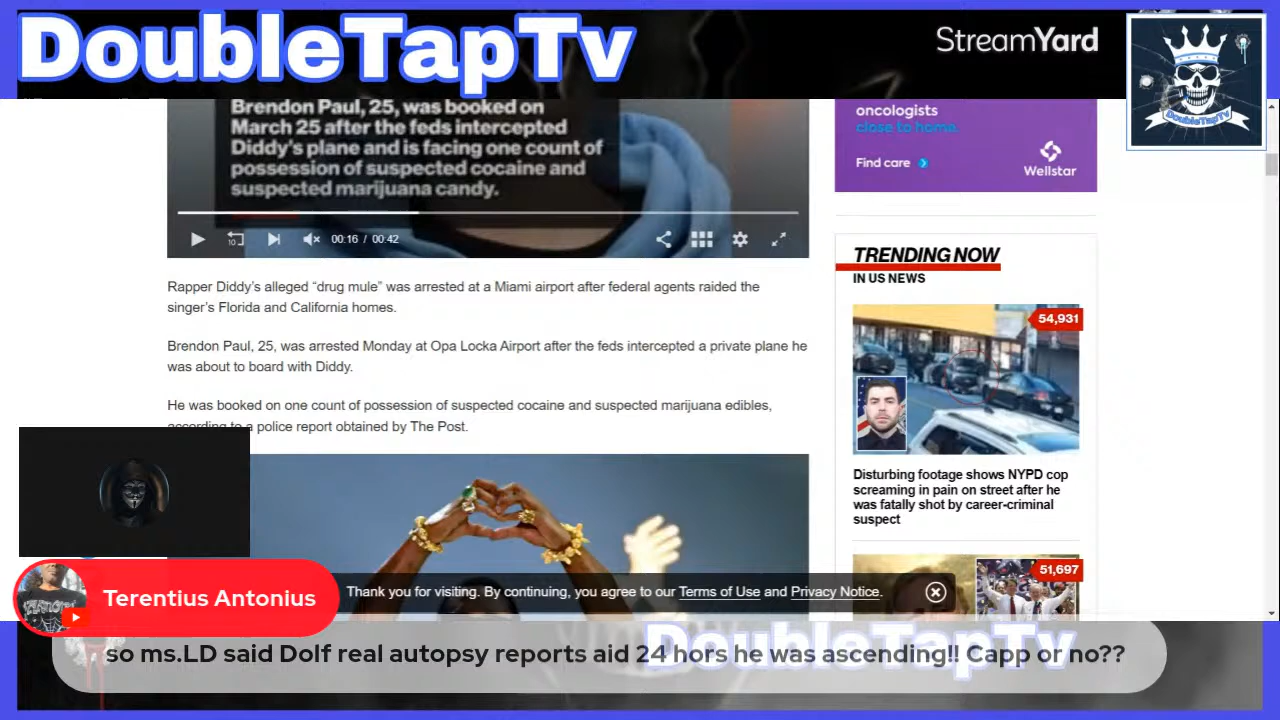 DoubleTapTv
StreamYard
DoubleTapTv
Brendon Paul, 25, was booked on
March 25 after the feds intercepted
Diddy's plane and is facing one count of
possession of suspected cocaine and
suspected marijuana candy.
10
00:16 / 00:42
oncologists
close to home.
Find care
Wellstar
Rapper Diddy's alleged “drug mule” was arrested at a Miami airport after federal agents raided the
singer's Florida and California homes.
Brendon Paul, 25, was arrested Monday at Opa Locka Airport after the feds intercepted a private plane he
was about to board with Diddy.
He was booked on one count of possession of suspected cocaine and suspected marijuana edibles,
according to a police report obtained by The Post.
TRENDING NOW
IN US NEWS
54,931
Disturbing footage shows NYPD cop
screaming in pain on street after he
was fatally shot by career-criminal
suspect
51,697
Thank you for visiting. By continuing, you agree to our Terms of Use and Privacy Notice.
Terentius Antonius
so ms.LD said Dolf real autopsy reports aid 24 hors he was ascending!! Capp or no??
DoubleTapTv